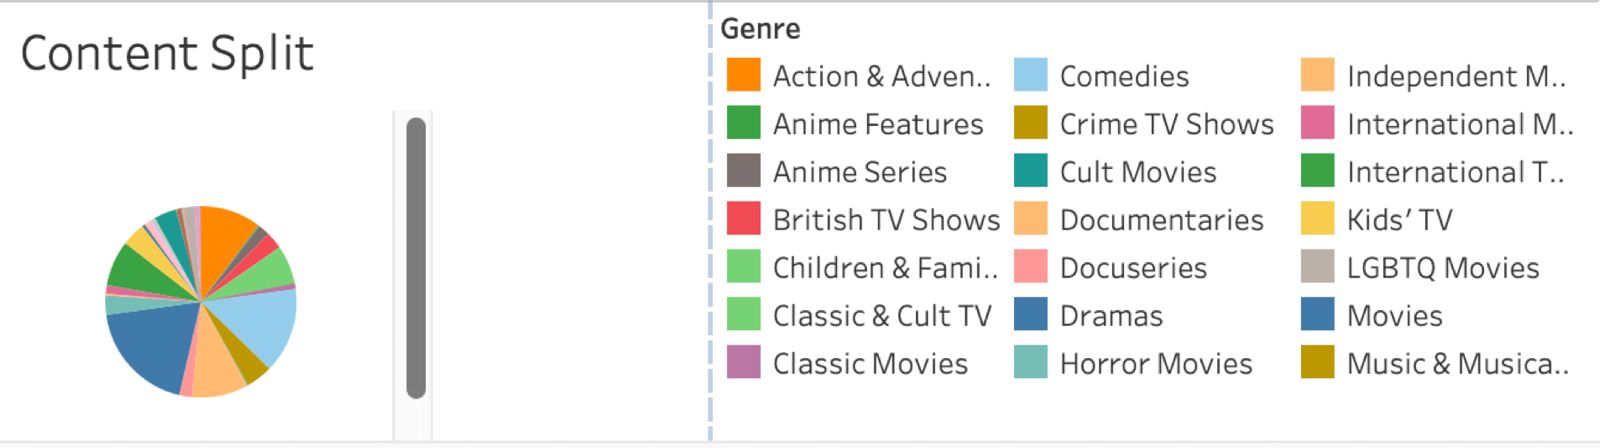 Content Split
Genre
Action & Adven..
Anime Features
Anime Series
British TV Shows
Children & Fami..
Classic & Cult TV
Classic Movies
Comedies
Crime TV Shows
Cult Movies
Documentaries
Docuseries
Dramas
Horror Movies
Independent M..
International M..
International T..
Kids' TV
LGBTQ Movies
Movies
Music & Musica..